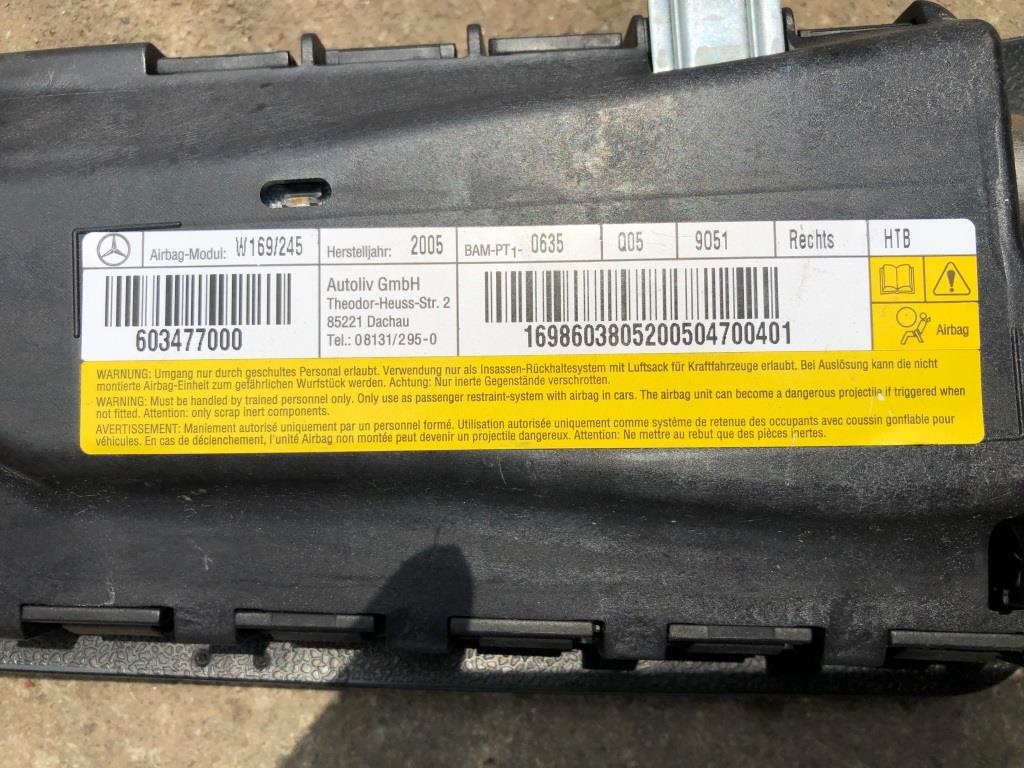 Airbag-Modul: W169/245 Herstelljahr: 2005 BAM-PT1- 0635 Q05 9051 Rechts HTB
603477000
Autoliv GmbH
Theodor-Heuss-Str. 2
85221 Dachau
Tel.: 08131/295-0
1698603805200504700401
Airbag
WARNUNG: Umgang nur durch geschultes Personal erlaubt. Verwendung nur als Insassen-Rückhaltesystem mit Luftsack für Kraftfahrzeuge erlaubt. Bei Auslösung kann die nicht
montierte Airbag-Einheit zum gefährlichen Wurfstück werden. Achtung: Nur inerte Gegenstände verschrotten.
WARNING: Must be handled by trained personnel only. Only use as passenger restraint-system with airbag in cars. The airbag unit can become a dangerous projectile if triggered when
not fitted. Attention: only scrap inert components.
AVERTISSEMENT: Maniement autorisé uniquement par un personnel formé. Utilisation autorisée uniquement comme système de retenue des occupants avec coussin gonflable pour
véhicules. En cas de déclenchement, l'unité Airbag non montée peut devenir un projectile dangereux. Attention: Ne mettre au rebut que des pièces inertes.